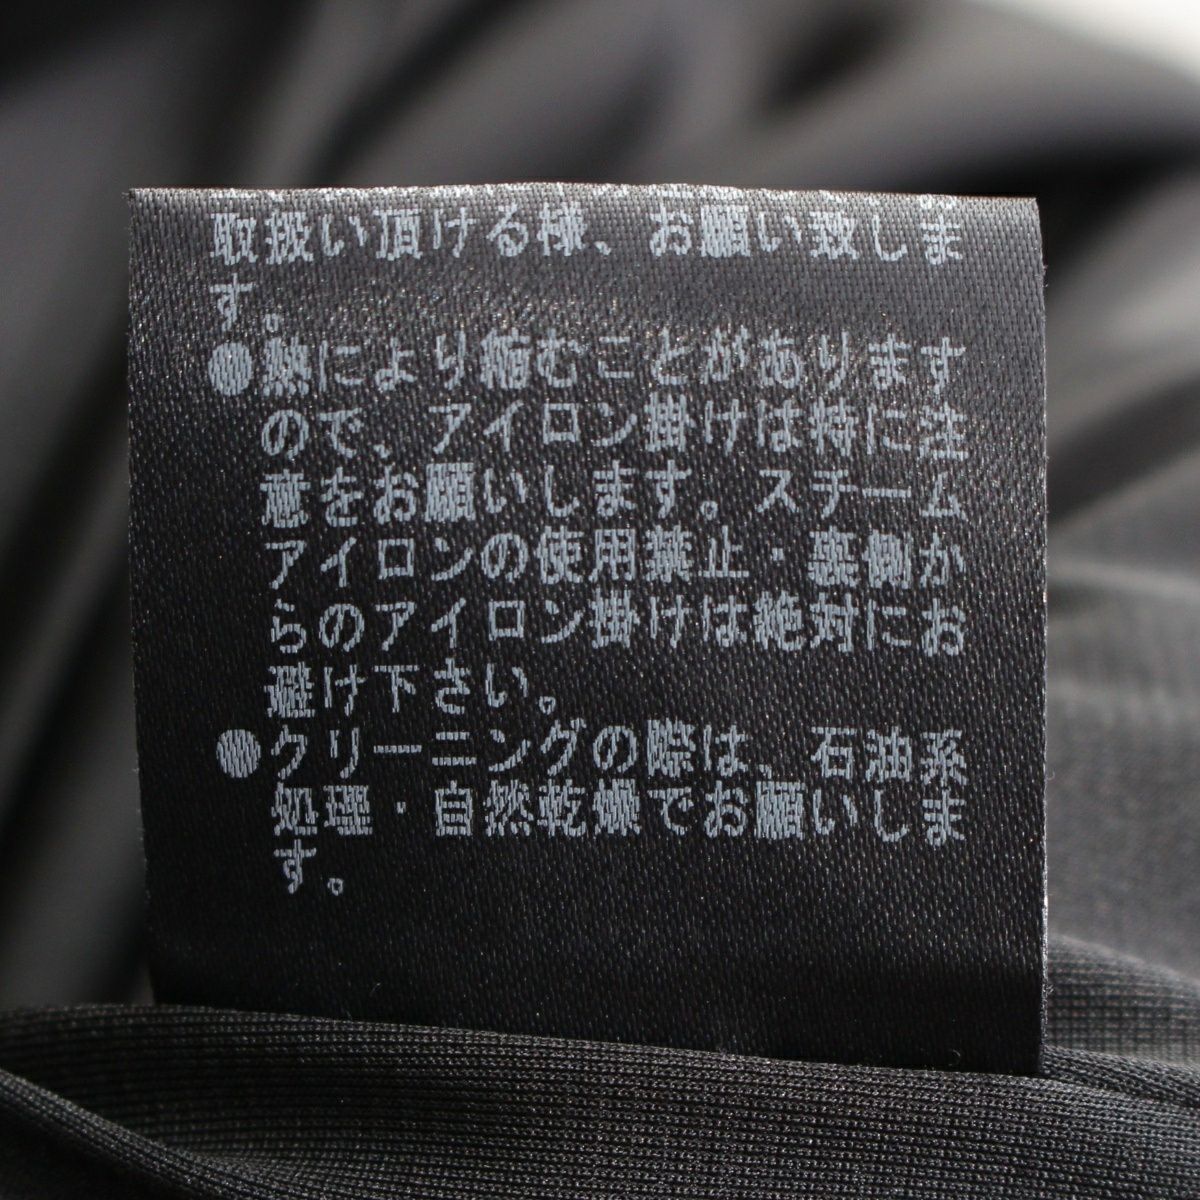 取扱い頂ける様、お願い致しま
す。
●熱により縮むことがあります
ので、アイロン掛けは特に注
意をお願いします。スチーム
アイロンの使用禁止・裏側か
らのアイロン掛けは絶対にお
避け下さい。
●クリーニングの際は、石油系
処理・自然乾燥でお願いしま
す。